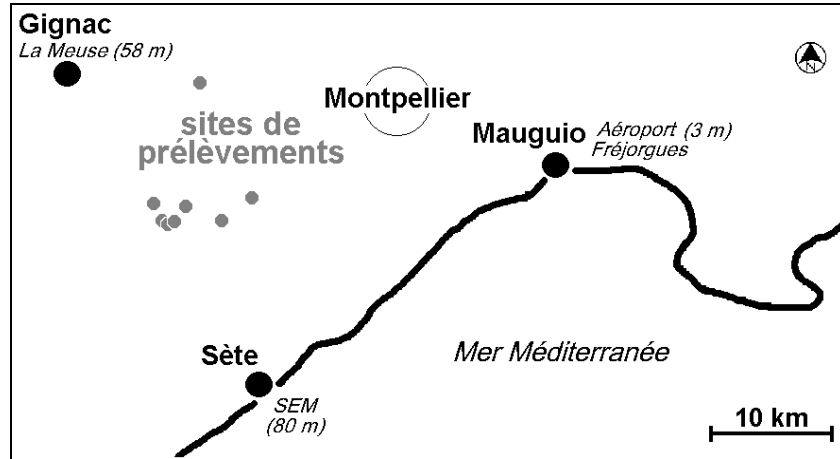 Gignac
La Meuse (58 m)
N
Montpellier
sites de
prélèvements
Mauguio
Aéroport (3 m)
Fréjorgues
Sète
SEM
(80 m)
Mer Méditerranée
10 km